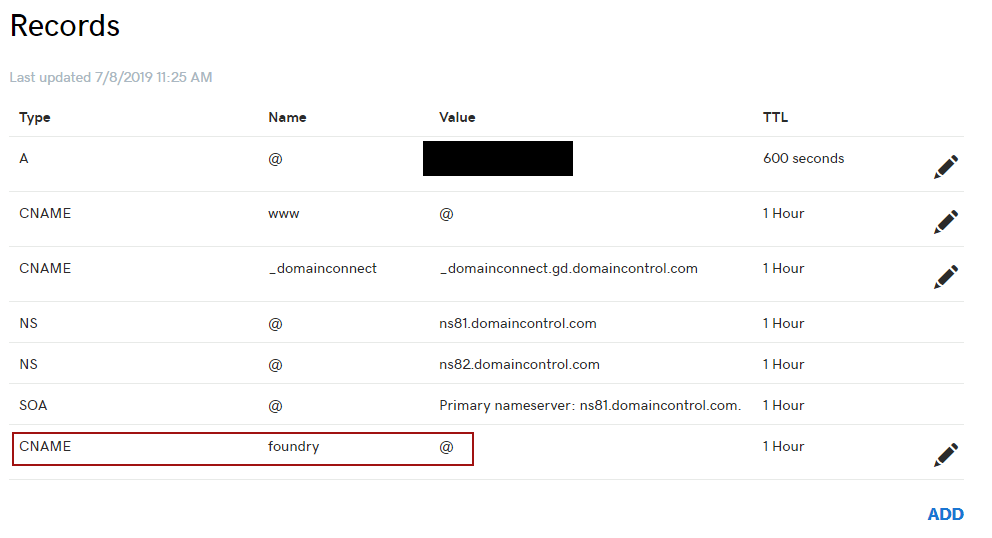 Records
Last updated 7/8/2019 11:25 AM
Type Name Value TTL
A @ 600 seconds
CNAME www @ 1 Hour
CNAME _domainconnect _domainconnect.gd.domaincontrol.com 1 Hour
NS @ ns81.domaincontrol.com 1 Hour
NS @ ns82.domaincontrol.com 1 Hour
SOA @ Primary nameserver: ns81.domaincontrol.com. 1 Hour
CNAME foundry @ 1 Hour
ADD